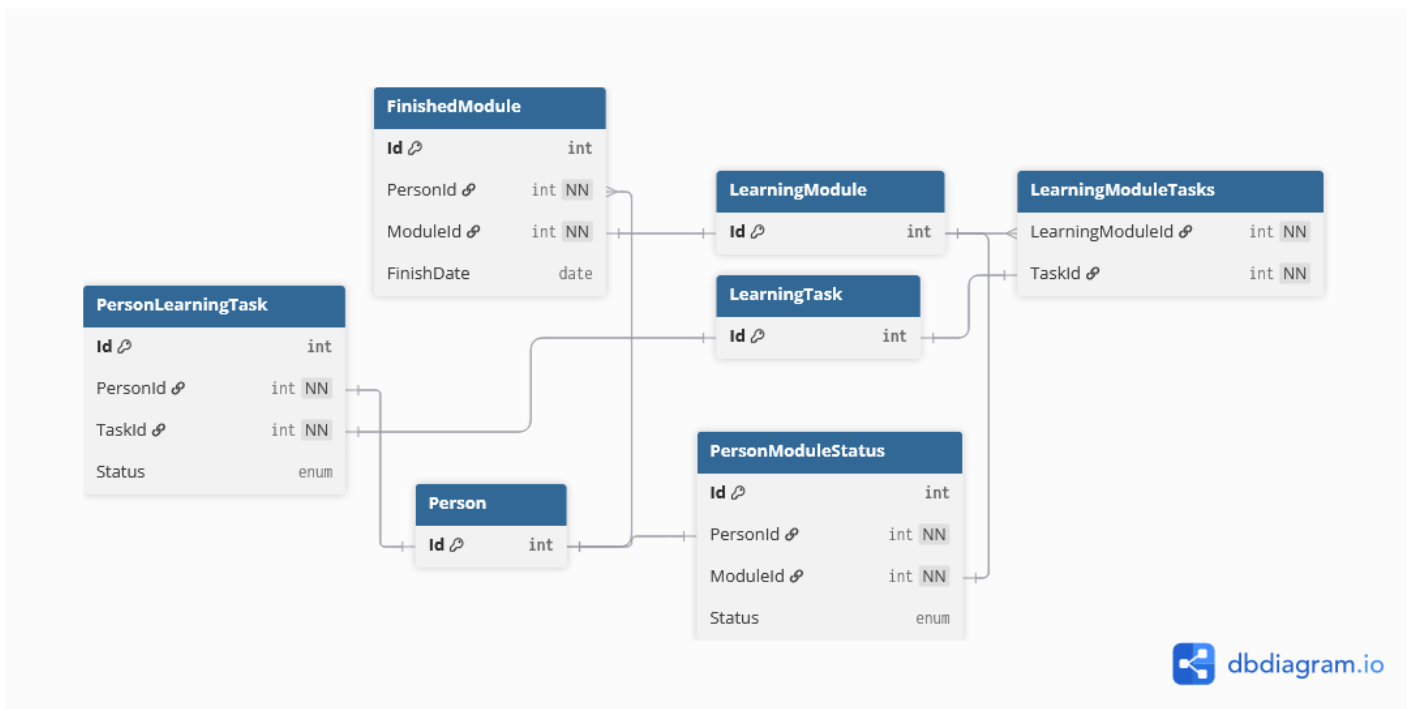 FinishedModule
Id int
PersonId int NN
ModuleId int NN
FinishDate date
LearningModule
Id int
LearningModuleTasks
LearningModuleId int NN
TaskId int NN
LearningTask
Id int
PersonLearningTask
Id int
PersonId int NN
TaskId int NN
Status enum
Person
Id int
PersonModuleStatus
Id int
PersonId int NN
ModuleId int NN
Status enum
dbdiagram.io